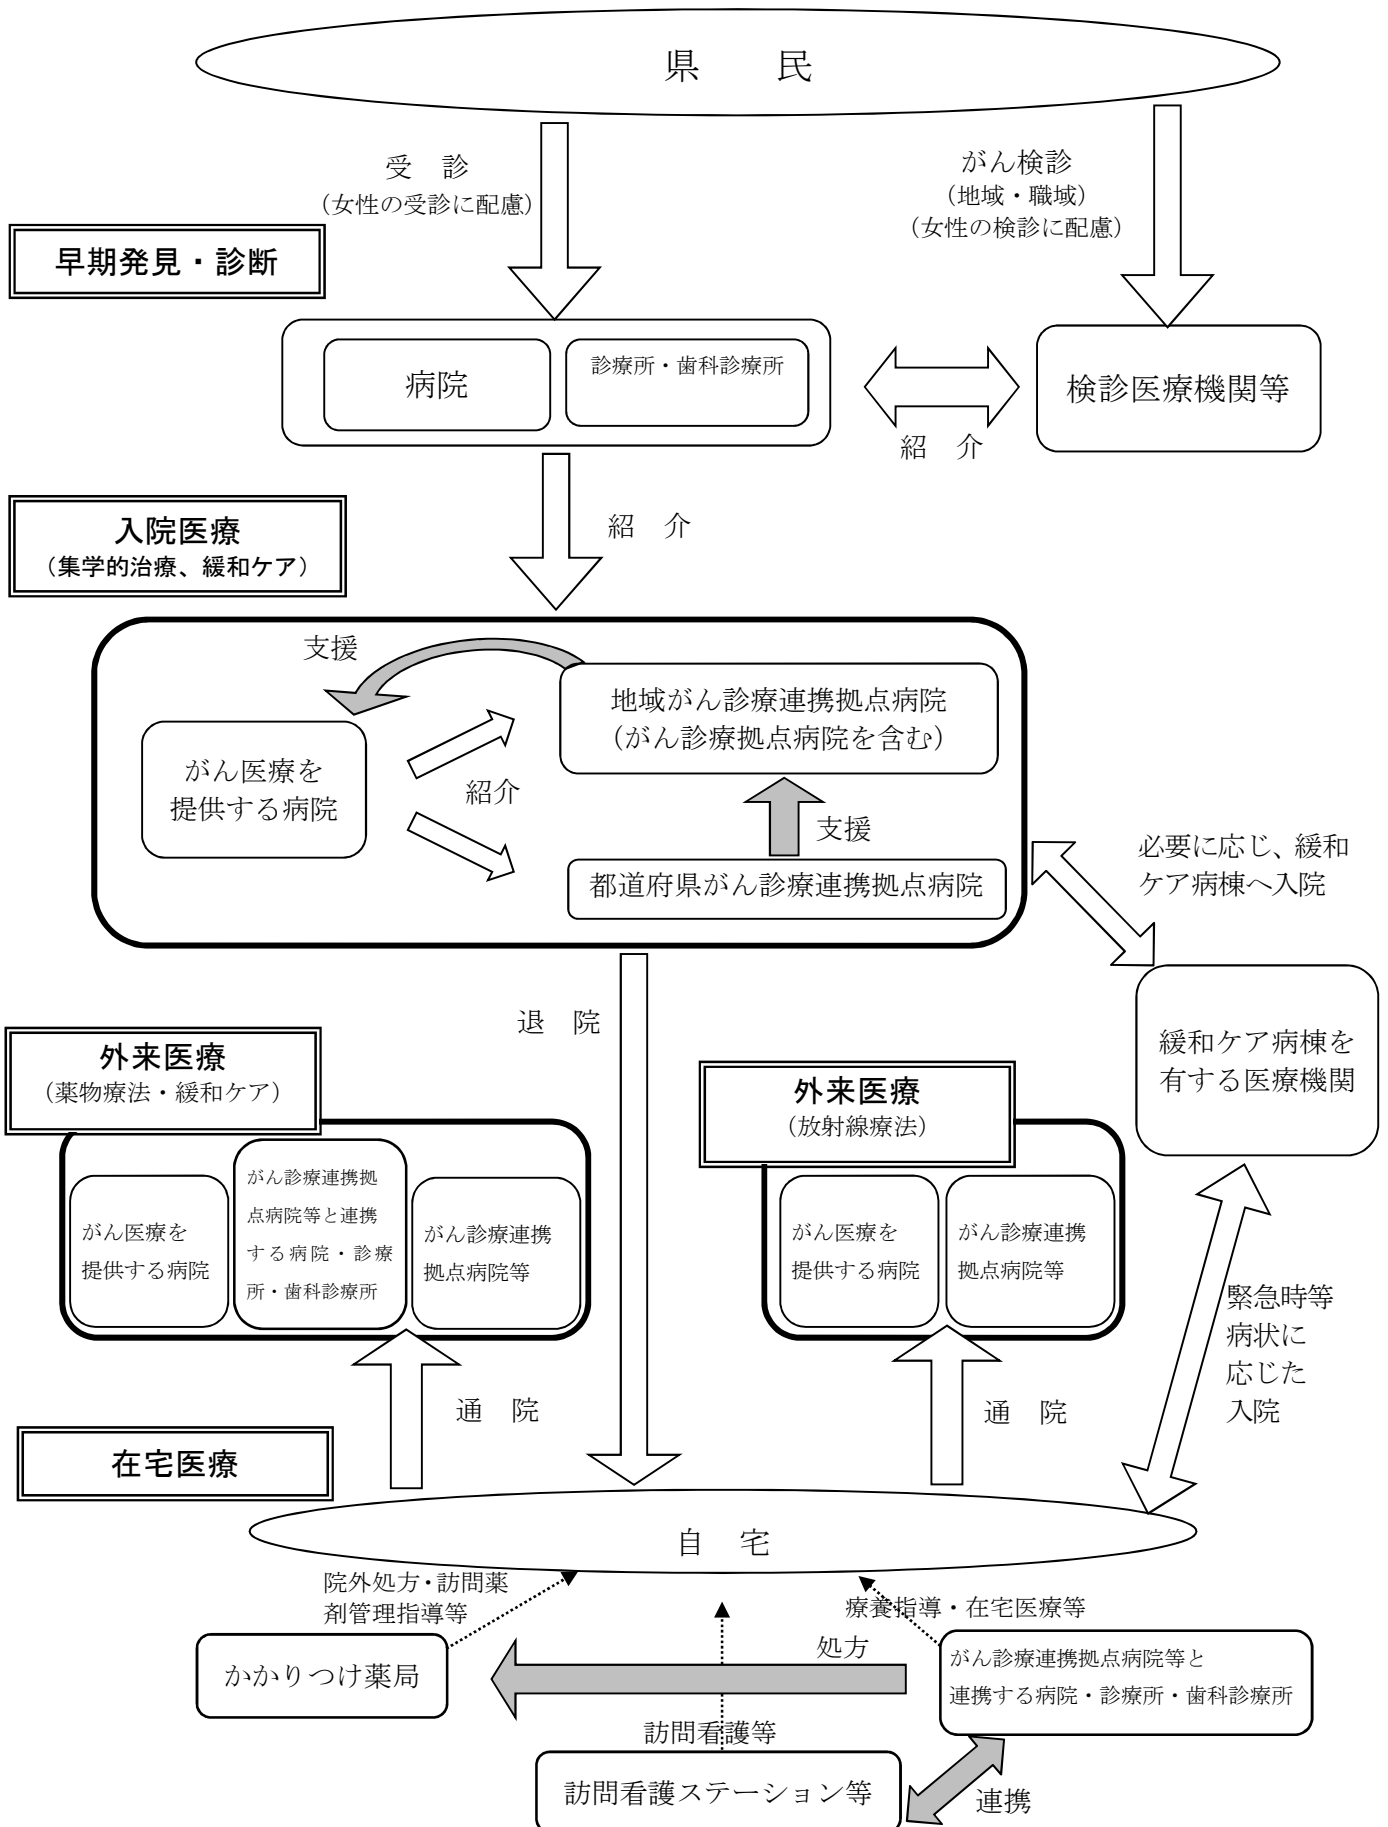 県　民
受　診
（女性の受診に配慮）
がん検診
（地域・職域）
（女性の検診に配慮）
早期発見・診断
病院
診療所・歯科診療所
紹　介
検診医療機関等
入院医療
（集学的治療、緩和ケア）
紹　介
支援
地域がん診療連携拠点病院
（がん診療拠点病院を含む）
がん医療を
提供する病院
紹介
支援
都道府県がん診療連携拠点病院
必要に応じ、緩和
ケア病棟へ入院
退　院
緩和ケア病棟を
有する医療機関
外来医療
（薬物療法・緩和ケア）
がん医療を
提供する病院
がん診療連携拠
点病院等と連携
する病院・診療
所・歯科診療所
がん診療連携
拠点病院等
外来医療
（放射線療法）
がん医療を
提供する病院
がん診療連携
拠点病院等
緊急時等
病状に
応じた
入院
通　院
通　院
在宅医療
自　宅
院外処方・訪問薬
剤管理指導等
療養指導・在宅医療等
かかりつけ薬局
処方
がん診療連携拠点病院等と
連携する病院・診療所・歯科診療所
訪問看護等
訪問看護ステーション等
連携